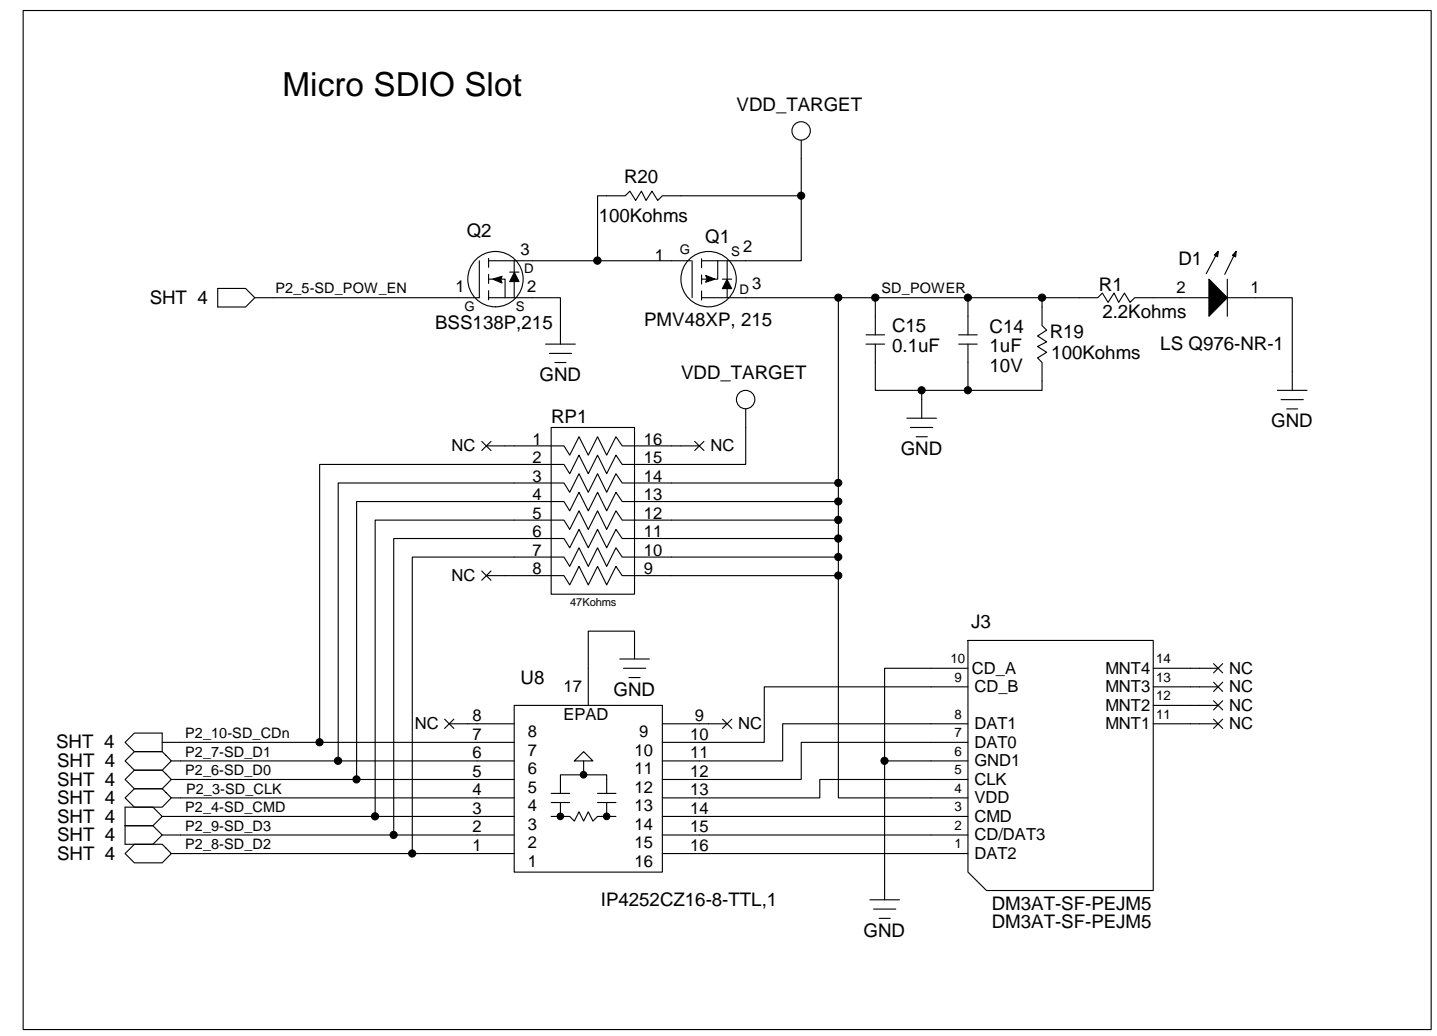 Micro SDIO Slot
VDD_TARGET
R20
100Kohms
Q2
3
D
1
G
2
S
BSS138P,215
SHT 4
P2_5-SD_POW_EN
GND
Q1
1
G
S
2
D
3
PMV48XP, 215
SD_POWER
C15
0.1uF
C14
1uF
10V
R19
100Kohms
GND
R1
2.2Kohms
D1
2
1
LS Q976-NR-1
GND
VDD_TARGET
RP1
NC
1
16
NC
2
15
3
14
4
13
5
12
6
11
7
10
NC
8
9
47Kohms
U8
17
GND
EPAD
NC
8
8
9
9
NC
SHT 4
P2_10-SD_CDn
7
7
10
10
SHT 4
P2_7-SD_D1
6
6
11
11
SHT 4
P2_6-SD_D0
5
5
12
12
SHT 4
P2_3-SD_CLK
4
4
13
13
SHT 4
P2_4-SD_CMD
3
3
14
14
SHT 4
P2_9-SD_D3
2
2
15
15
SHT 4
P2_8-SD_D2
1
1
16
16
IP4252CZ16-8-TTL,1
GND
J3
10
CD_A
9
CD_B
8
DAT1
7
DAT0
6
GND1
5
CLK
4
VDD
3
CMD
2
CD/DAT3
1
DAT2
MNT4
14
NC
MNT3
13
NC
MNT2
12
NC
MNT1
11
NC
DM3AT-SF-PEJM5
DM3AT-SF-PEJM5